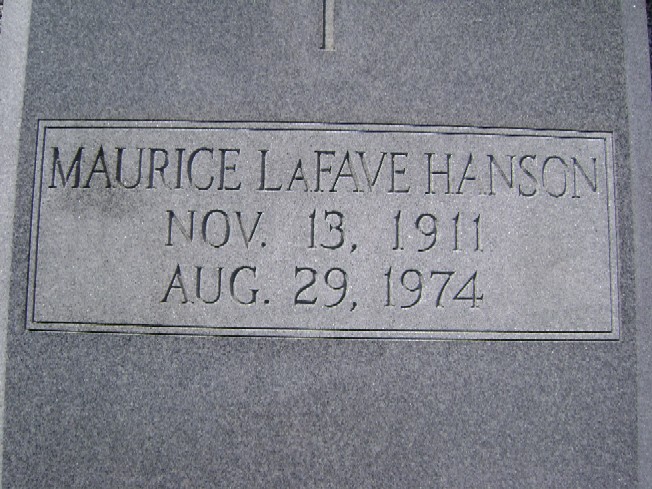 MAURICE LAFAVE HANSON
NOV. 13, 1911
AUG. 29, 1974